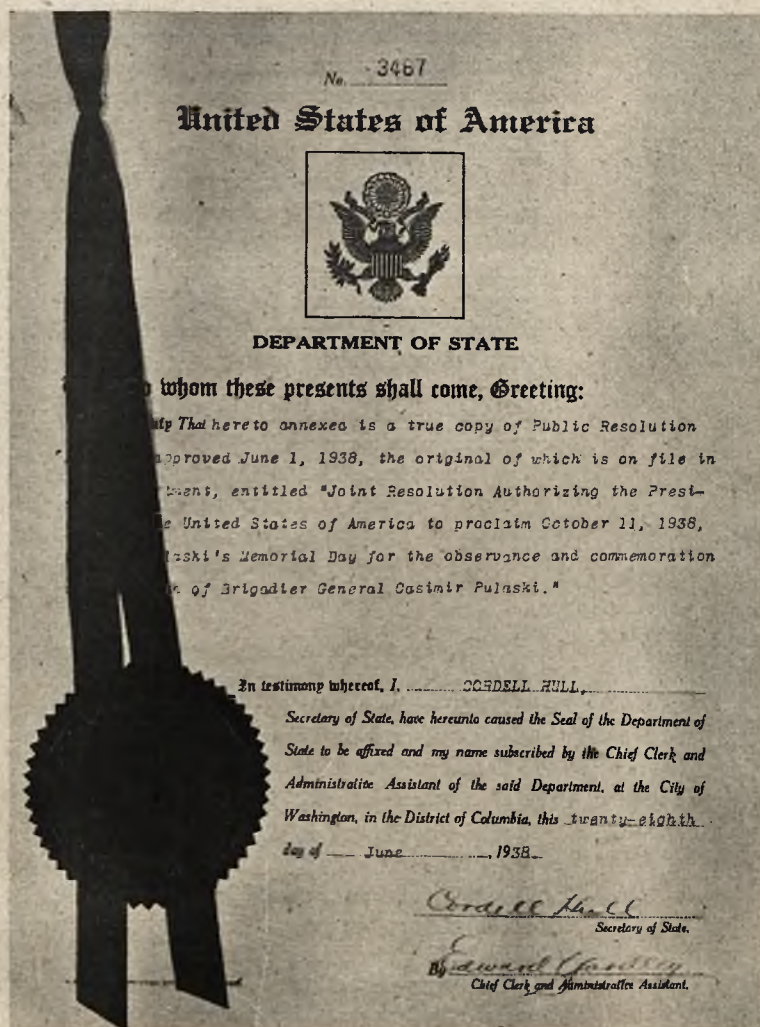 No. 3467
United States of America
DEPARTMENT OF STATE
whom these presents shall come, Greeting:
That hereto annexed is a true copy of Public Resolution
approved June 1, 1938, the original of which is on file in
entitled "Joint Resolution Authorizing the Presi-
United States of America to proclaim October 11, 1938,
Memorial Day for the observance and commemoration
of Brigadier General Casimir Pulaski."
In testimony whereof, I, CORDELL HULL,
Secretary of State, have hereunto caused the Seal of the Department of
State to be affixed and my name subscribed by the Chief Clerk and
Administrative Assistant of the said Department, at the City of
Washington, in the District of Columbia, this twenty-eighth
day of June, 1938.
Cordell Hull
Secretary of State.
By Edward
Chief Clerk and Administrative Assistant.